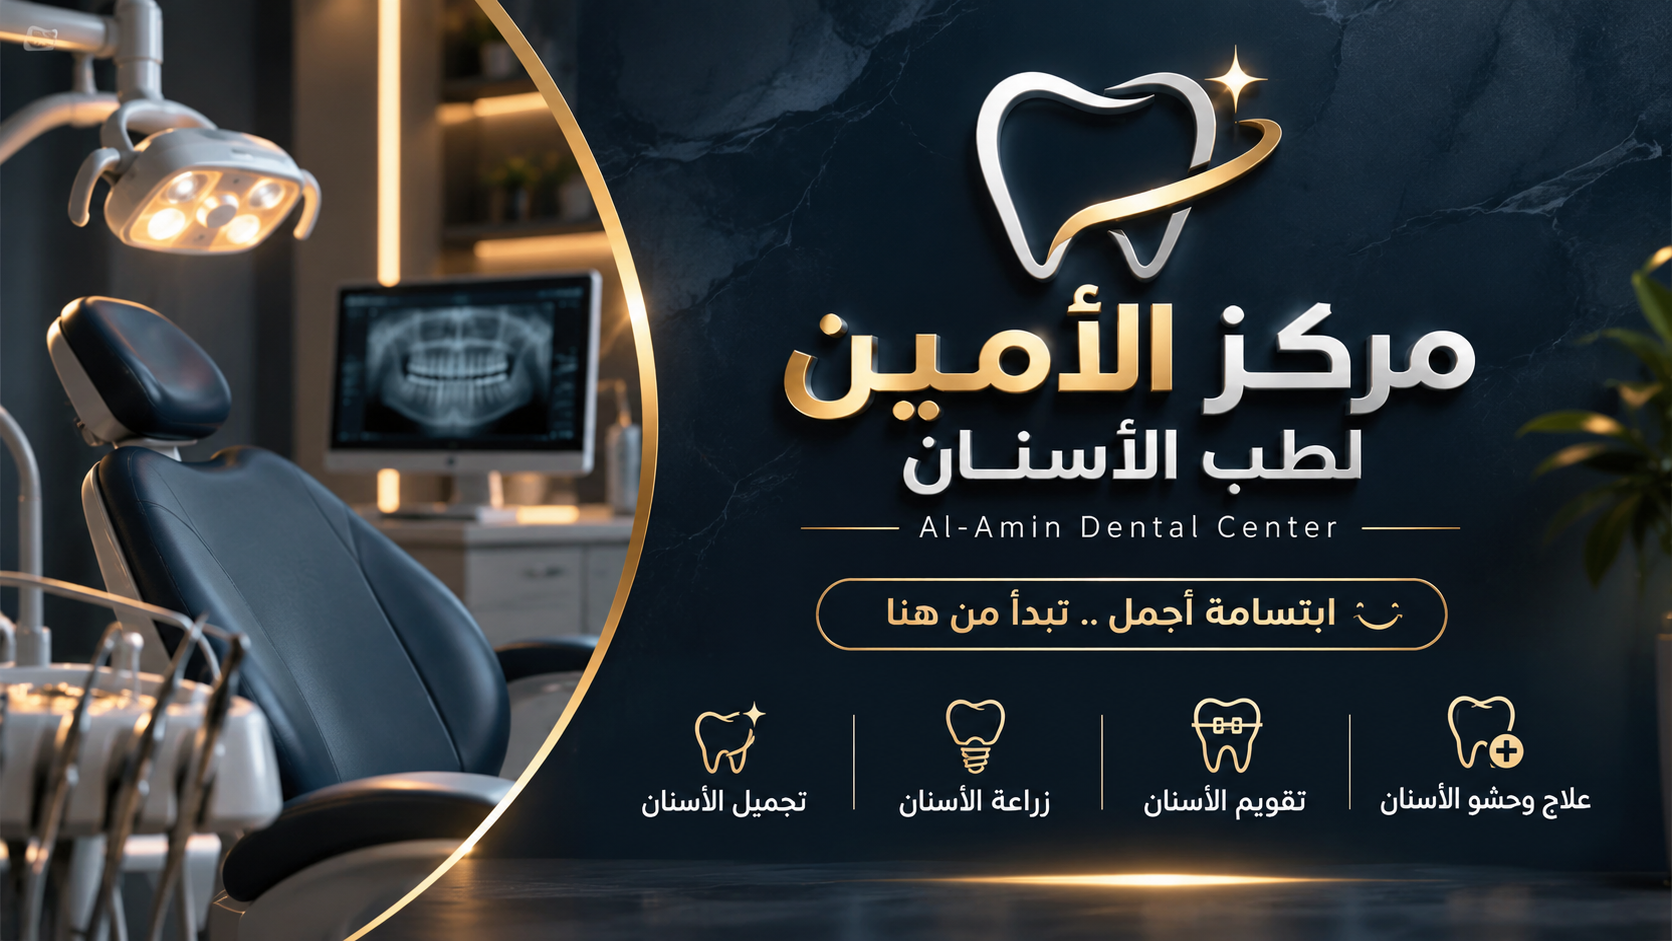 مركز الأمين
لطب الأسنان
Al-Amin Dental Center
ابتسامة أجمل .. تبدأ من هنا
علاج وحشو الأسنان
تقويم الأسنان
زراعة الأسنان
تجميل الأسنان